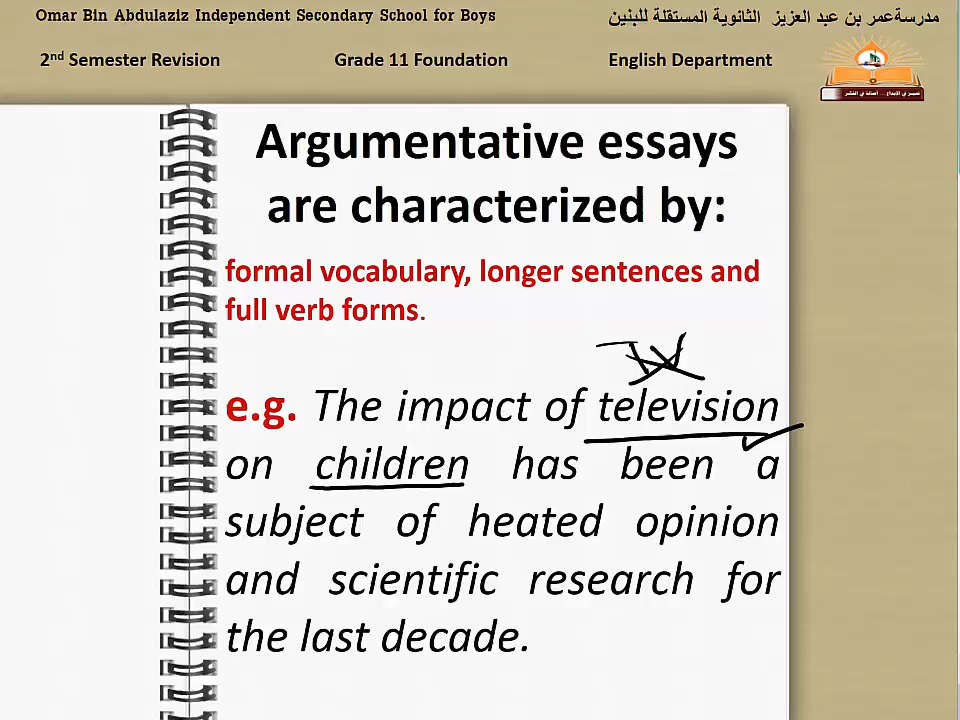 Omar Bin Abdulaziz Independent Secondary School for Boys
مدرسةعمر بن عبد العزيز الثانوية المستقلة للبنين
2nd Semester Revision
Grade 11 Foundation
English Department
Argumentative essays
are characterized by:
formal vocabulary, longer sentences and
full verb forms.
TV
e.g. The impact of television
on children has been a
subject of heated opinion
and scientific research for
the last decade.